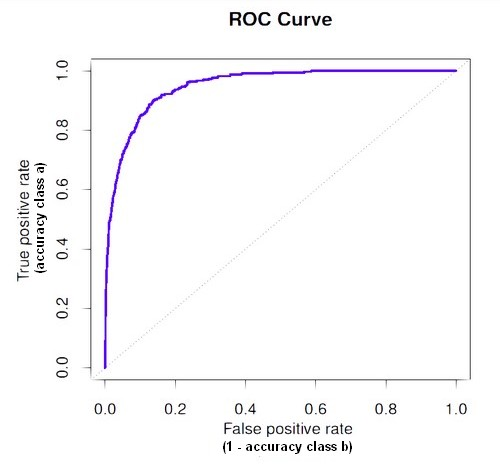 ROC Curve
True positive rate
(accuracy class a)
1.0
0.8
0.6
0.4
0.2
0.0
0.0 0.2 0.4 0.6 0.8 1.0
False positive rate
(1 - accuracy class b)